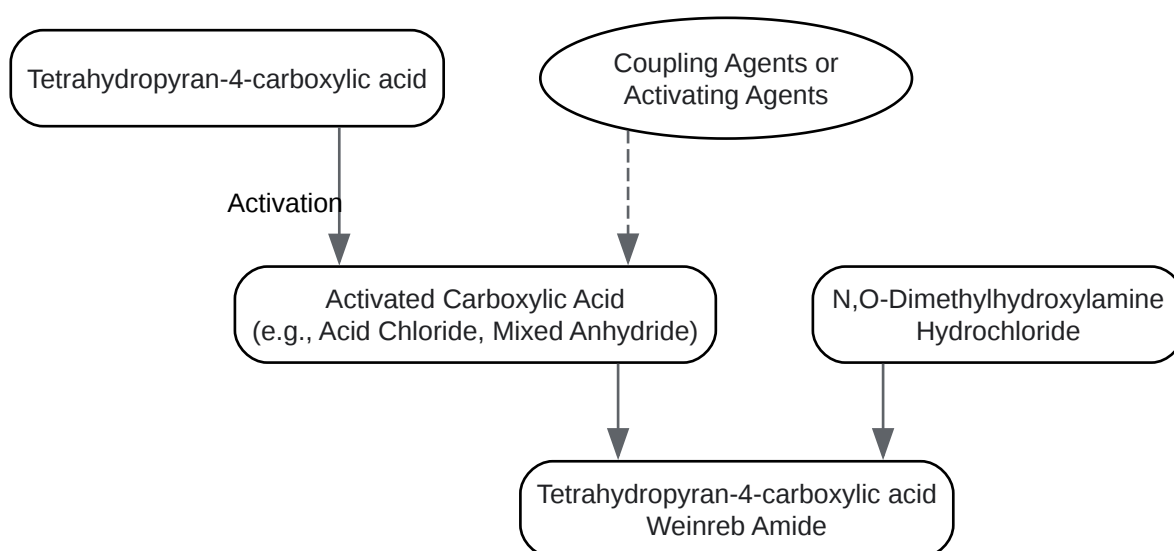 Tetrahydropyran-4-carboxylic acid
Coupling Agents or
Activating Agents
Activation
Activated Carboxylic Acid
(e.g., Acid Chloride, Mixed Anhydride)
N,O-Dimethylhydroxylamine
Hydrochloride
Tetrahydropyran-4-carboxylic acid
Weinreb Amide